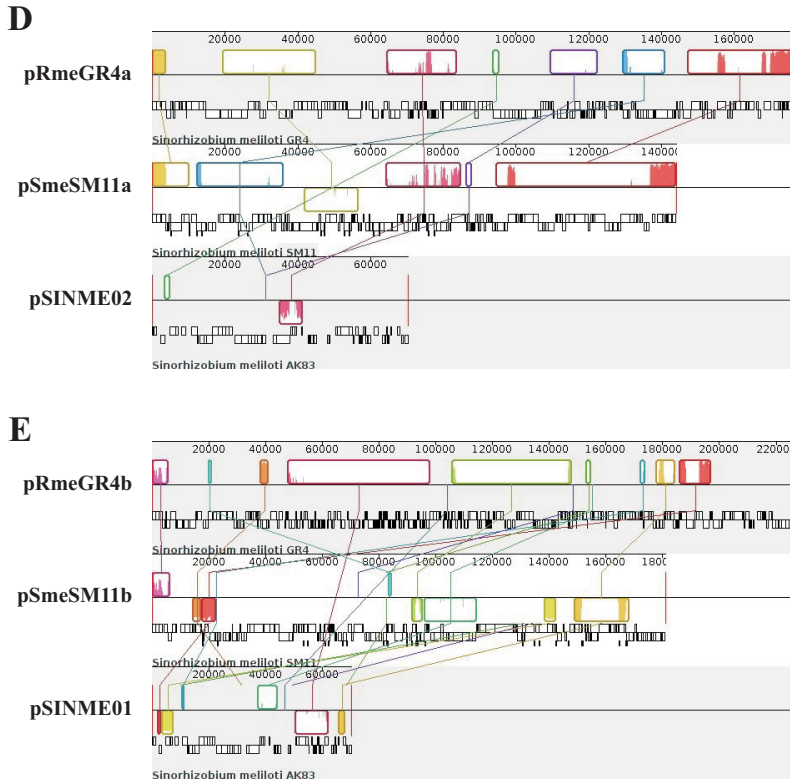 D
20000 40000 60000 80000 100000 120000 140000 160000
pRmeGR4a
Sinorhizobium meliloti GR4
20000 40000 60000 80000 100000 120000 14000
pSmeSM11a
Sinorhizobium meliloti SM11
20000 40000 60000
pSINME02
Sinorhizobium meliloti AK83
E
20000 40000 60000 80000 100000 120000 140000 160000 180000 200000 22000
pRmeGR4b
Sinorhizobium meliloti GR4
20000 40000 60000 80000 100000 120000 140000 160000 1800
pSmeSM11b
Sinorhizobium meliloti SM11
20000 40000 60000
pSINME01
Sinorhizobium meliloti AK83